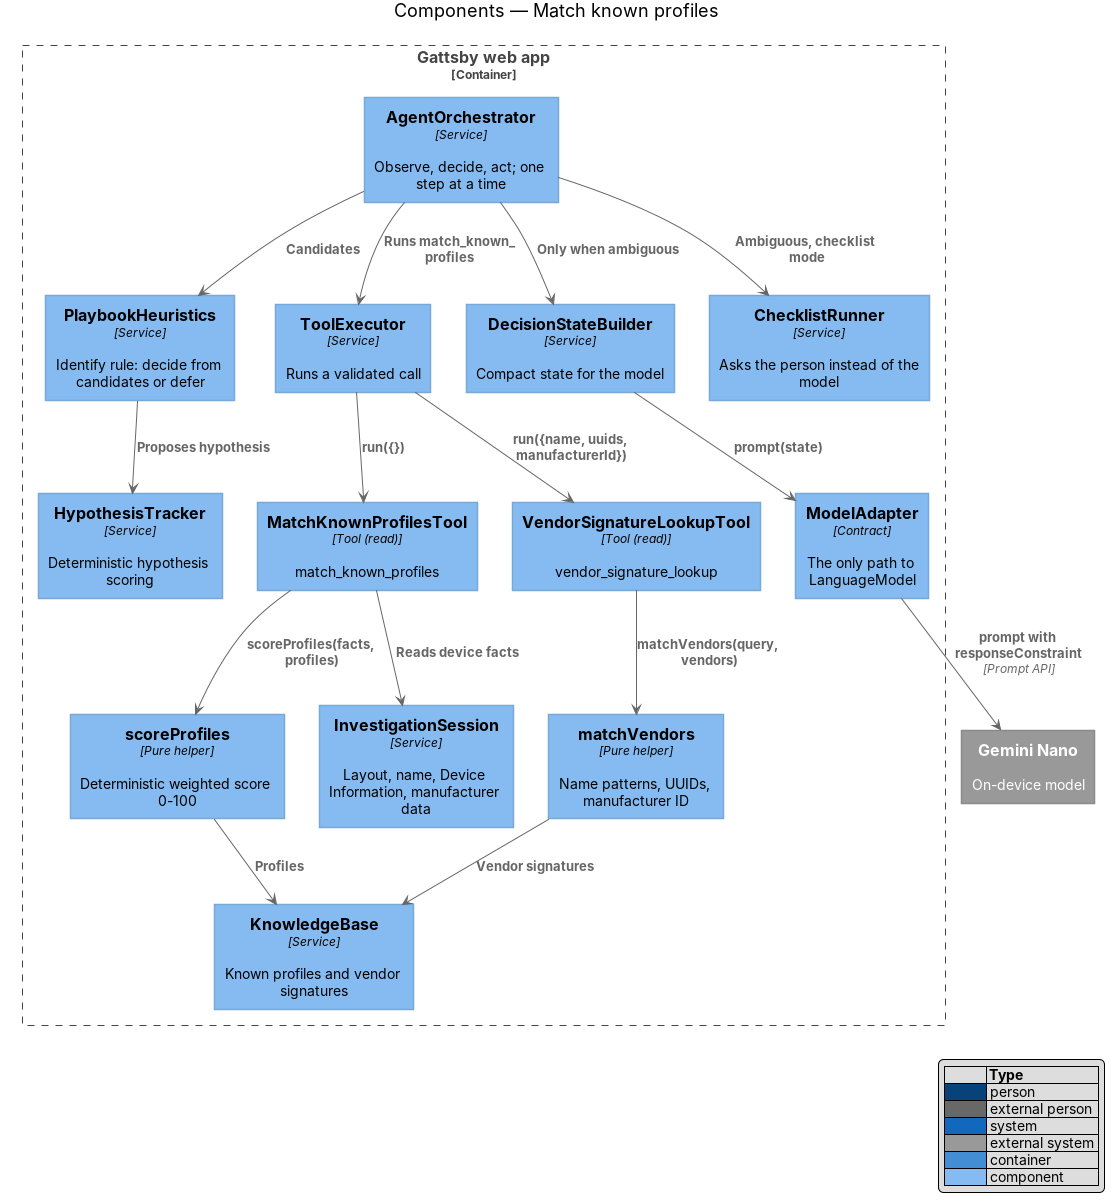 Components — Match known profiles
Gattsby web app
[Container]
AgentOrchestrator
[Service]
Observe, decide, act; one
step at a time
Candidates
Runs match_known_
profiles
Only when ambiguous
Ambiguous, checklist
mode
PlaybookHeuristics
[Service]
Identify rule: decide from
candidates or defer
ToolExecutor
[Service]
Runs a validated call
DecisionStateBuilder
[Service]
Compact state for the model
ChecklistRunner
[Service]
Asks the person instead of the
model
Proposes hypothesis
run({})
run({name, uuids,
manufacturerId})
prompt(state)
HypothesisTracker
[Service]
Deterministic hypothesis
scoring
MatchKnownProfilesTool
[Tool (read)]
match_known_profiles
VendorSignatureLookupTool
[Tool (read)]
vendor_signature_lookup
ModelAdapter
[Contract]
The only path to
LanguageModel
scoreProfiles(facts,
profiles)
Reads device facts
matchVendors(query,
vendors)
prompt with
responseConstraint
[Prompt API]
scoreProfiles
[Pure helper]
Deterministic weighted score
0-100
InvestigationSession
[Service]
Layout, name, Device
Information, manufacturer
data
matchVendors
[Pure helper]
Name patterns, UUIDs,
manufacturer ID
Gemini Nano
On-device model
Profiles
Vendor signatures
KnowledgeBase
[Service]
Known profiles and vendor
signatures
Type
person
external person
system
external system
container
component